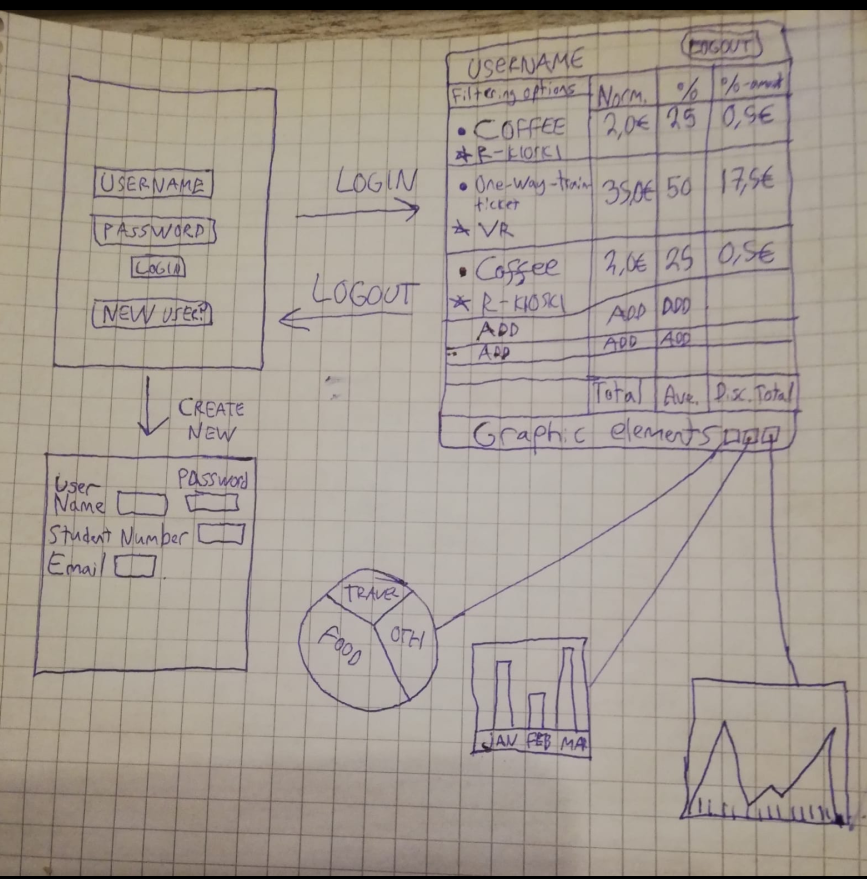 USERNAME
PASSWORD
LOGIN
NEW USER?
LOGIN
LOGOUT
CREATE
NEW
User
Name
Password
Student Number
Email
USERNAME LOGOUT
Filtering options Norm. % %-amount
• COFFEE 2,0€ 25 0,5€
* R-KIOSKI
• One-way-train 35,0€ 50 17,5€
ticket
* VR
• Coffee 2,0€ 25 0,5€
* R-KIOSKI
ADD ADD ADD
ADD ADD ADD
Total Ave. Disc. Total
Graphic elements
TRAVEL
FOOD
OTH
JAN FEB MAR